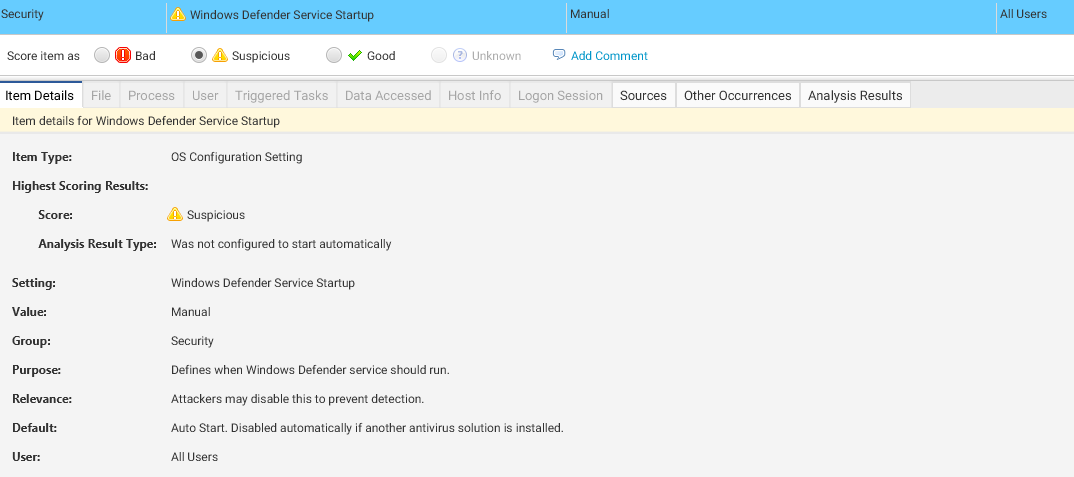 Security Windows Defender Service Startup Manual All Users
Score item as Bad Suspicious Good Unknown Add Comment
Item Details File Process User Triggered Tasks Data Accessed Host Info Logon Session Sources Other Occurrences Analysis Results
Item details for Windows Defender Service Startup
Item Type: OS Configuration Setting
Highest Scoring Results:
Score: Suspicious
Analysis Result Type: Was not configured to start automatically
Setting: Windows Defender Service Startup
Value: Manual
Group: Security
Purpose: Defines when Windows Defender service should run.
Relevance: Attackers may disable this to prevent detection.
Default: Auto Start. Disabled automatically if another antivirus solution is installed.
User: All Users